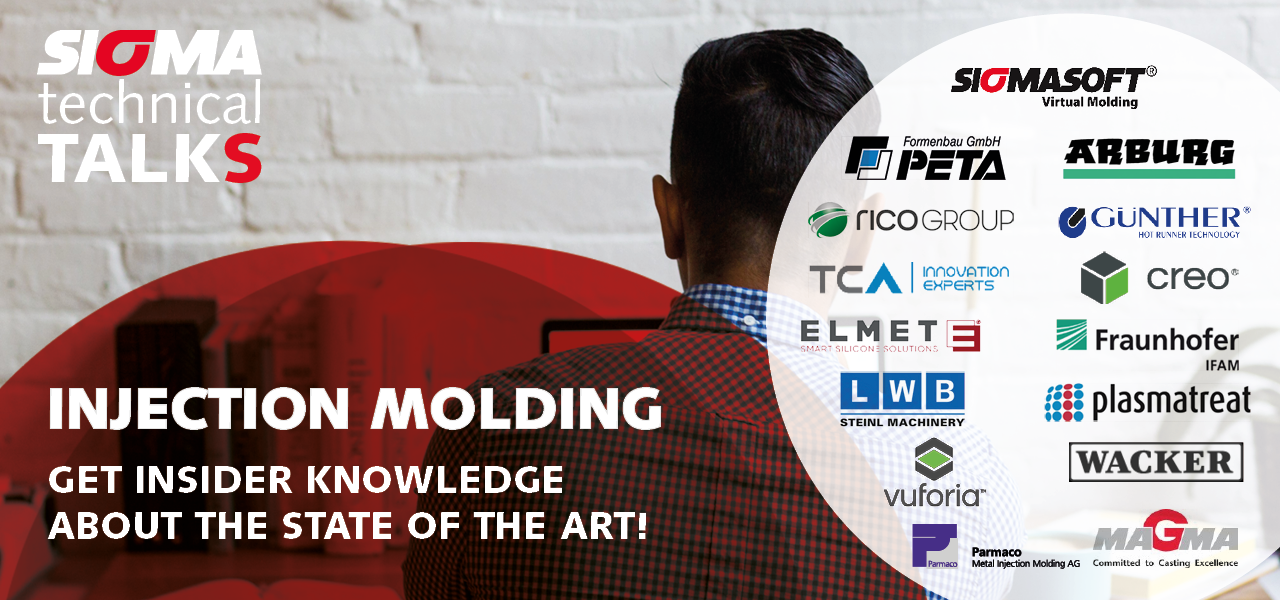 SIGMA
technical
TALKS
INJECTION MOLDING
GET INSIDER KNOWLEDGE
ABOUT THE STATE OF THE ART!
SIGMASOFT®
Virtual Molding
Formenbau GmbH
PETA
ARBURG
RICO GROUP
GÜNTHER®
HOT RUNNER TECHNOLOGY
TCA INNOVATION
EXPERTS
creo®
ELMET E®
SMART SILICONE SOLUTIONS
Fraunhofer
IFAM
LWB
STEINL MACHINERY
plasmatreat
WACKER
vuforia™
P
Parmaco
Parmaco
Metal Injection Molding AG
MAGMA
Committed to Casting Excellence